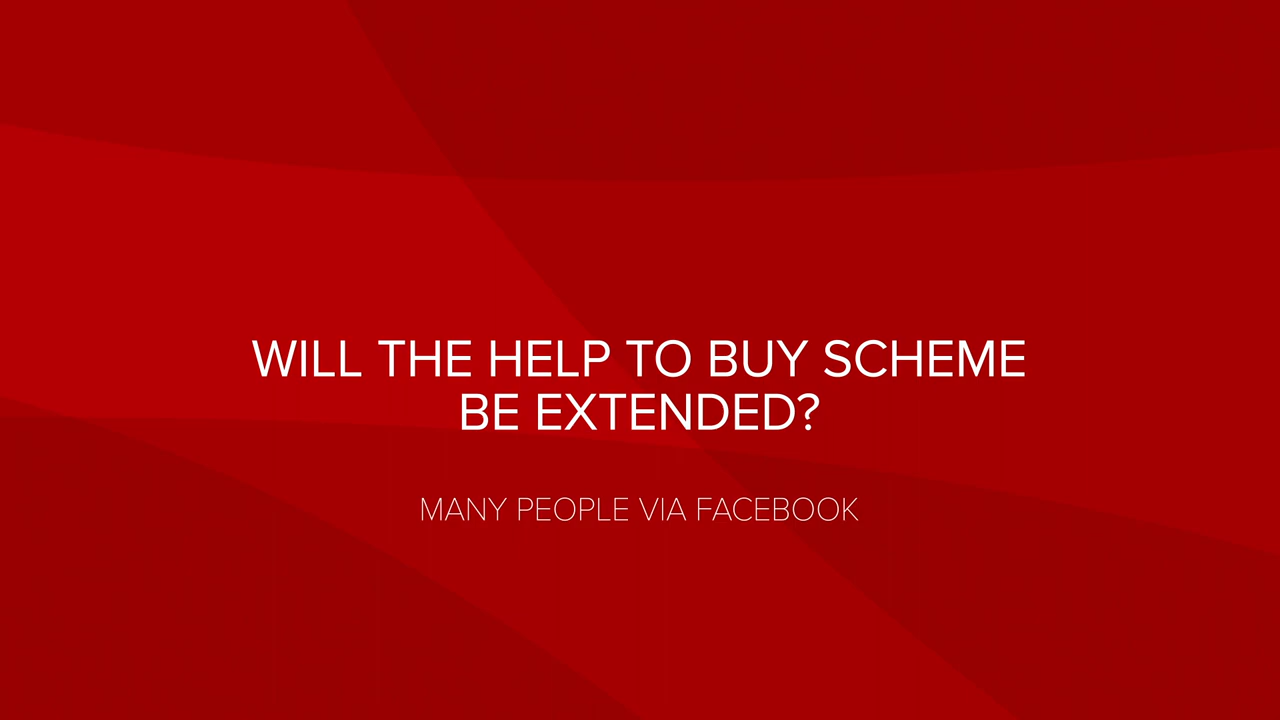 WILL THE HELP TO BUY SCHEME
BE EXTENDED?
MANY PEOPLE VIA FACEBOOK